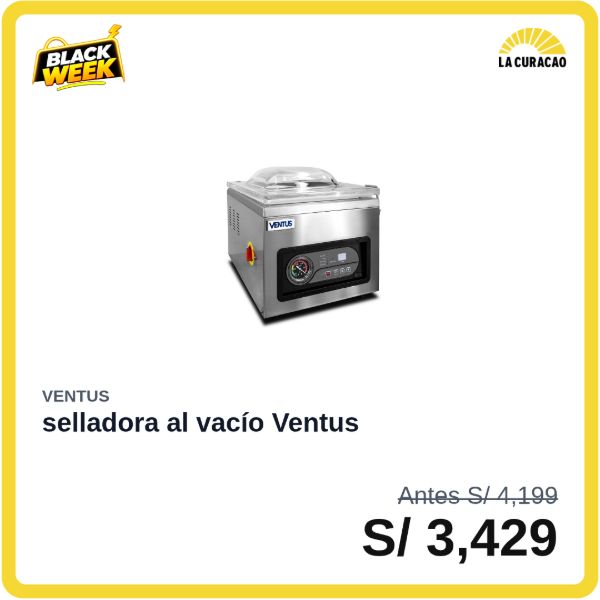 BLACK
WEEK
LA CURACAO
VENTUS
VENTUS
selladora al vacío Ventus
Antes S/ 4,199
S/ 3,429